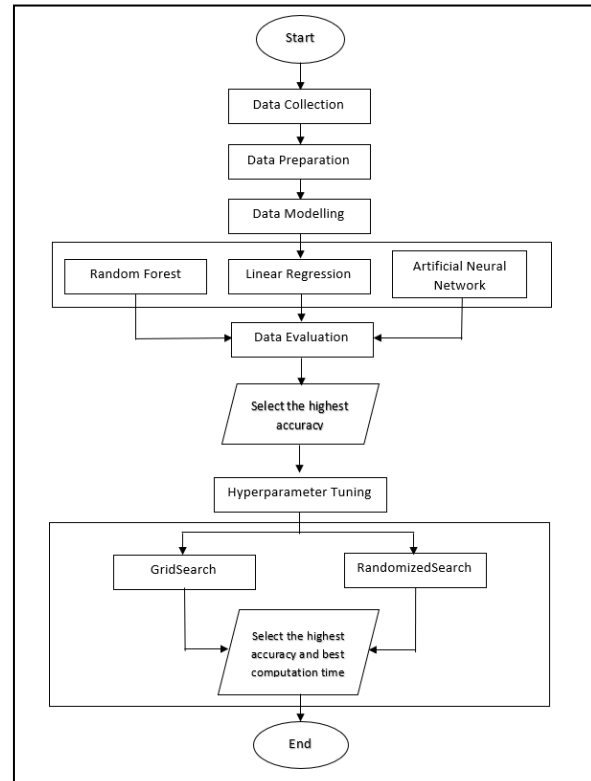 Start
Data Collection
Data Preparation
Data Modelling
Random Forest
Linear Regression
Artificial Neural
Network
Data Evaluation
Select the highest
accuracy
Hyperparameter Tuning
GridSearch
RandomizedSearch
Select the highest
accuracy and best
computation time
End